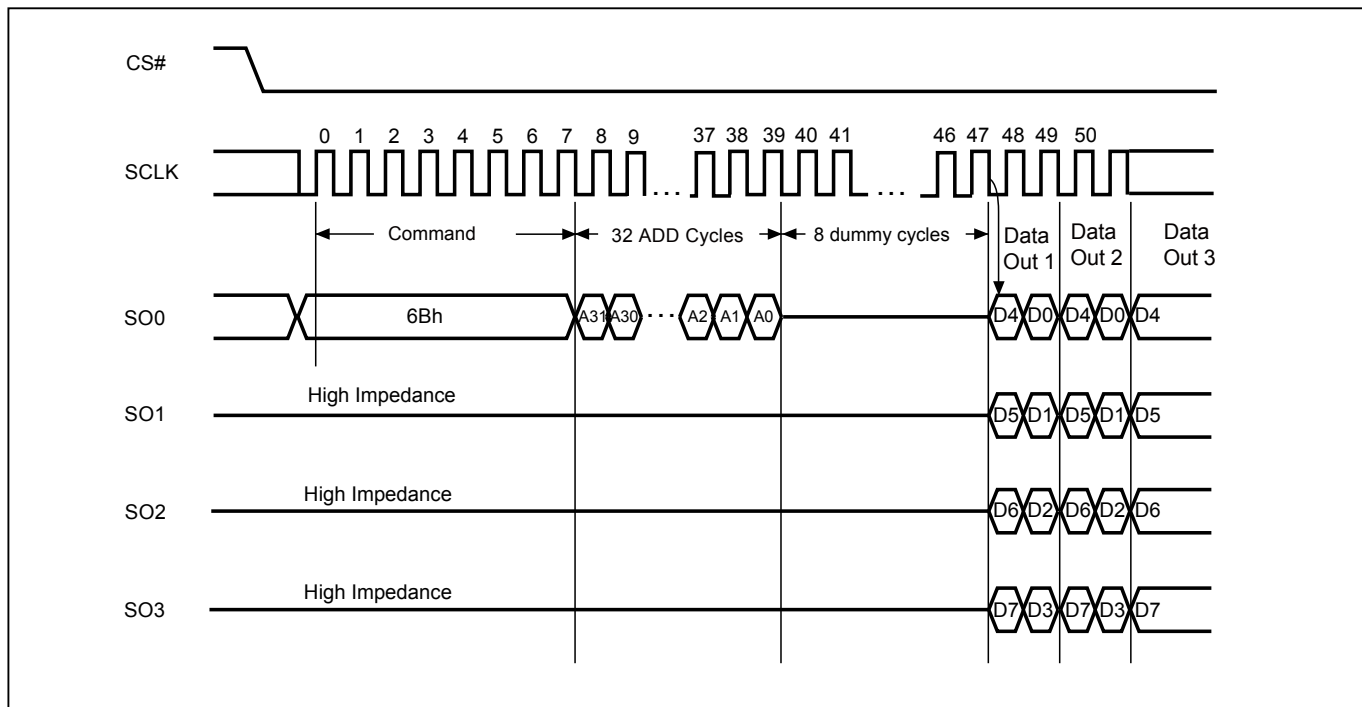 CS#
0 1 2 3 4 5 6 7 8 9 37 38 39 40 41 46 47 48 49 50
SCLK ... ...
Command 32 ADD Cycles 8 dummy cycles Data Out 1 Data Out 2 Data Out 3
SO0 6Bh A31 A30 ... A2 A1 A0 D4 D0 D4 D0 D4
High Impedance
SO1 D5 D1 D5 D1 D5
High Impedance
SO2 D6 D2 D6 D2 D6
High Impedance
SO3 D7 D3 D7 D3 D7